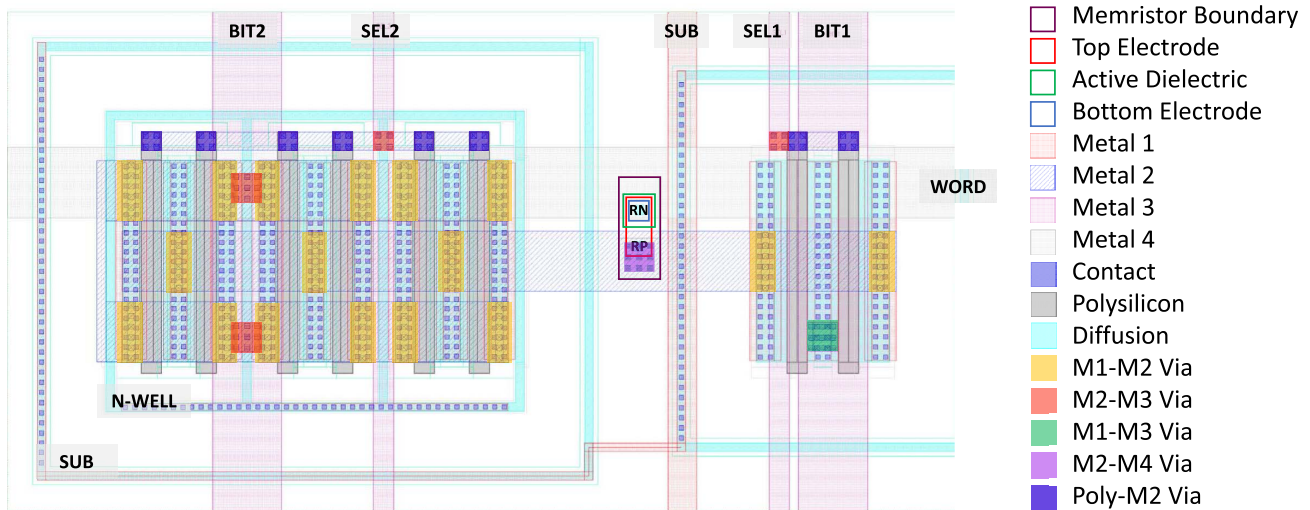 BIT2
SEL2
SUB
SEL1
BIT1
WORD
RN
RP
N-WELL
SUB
Memristor Boundary
Top Electrode
Active Dielectric
Bottom Electrode
Metal 1
Metal 2
Metal 3
Metal 4
Contact
Polysilicon
Diffusion
M1-M2 Via
M2-M3 Via
M1-M3 Via
M2-M4 Via
Poly-M2 Via